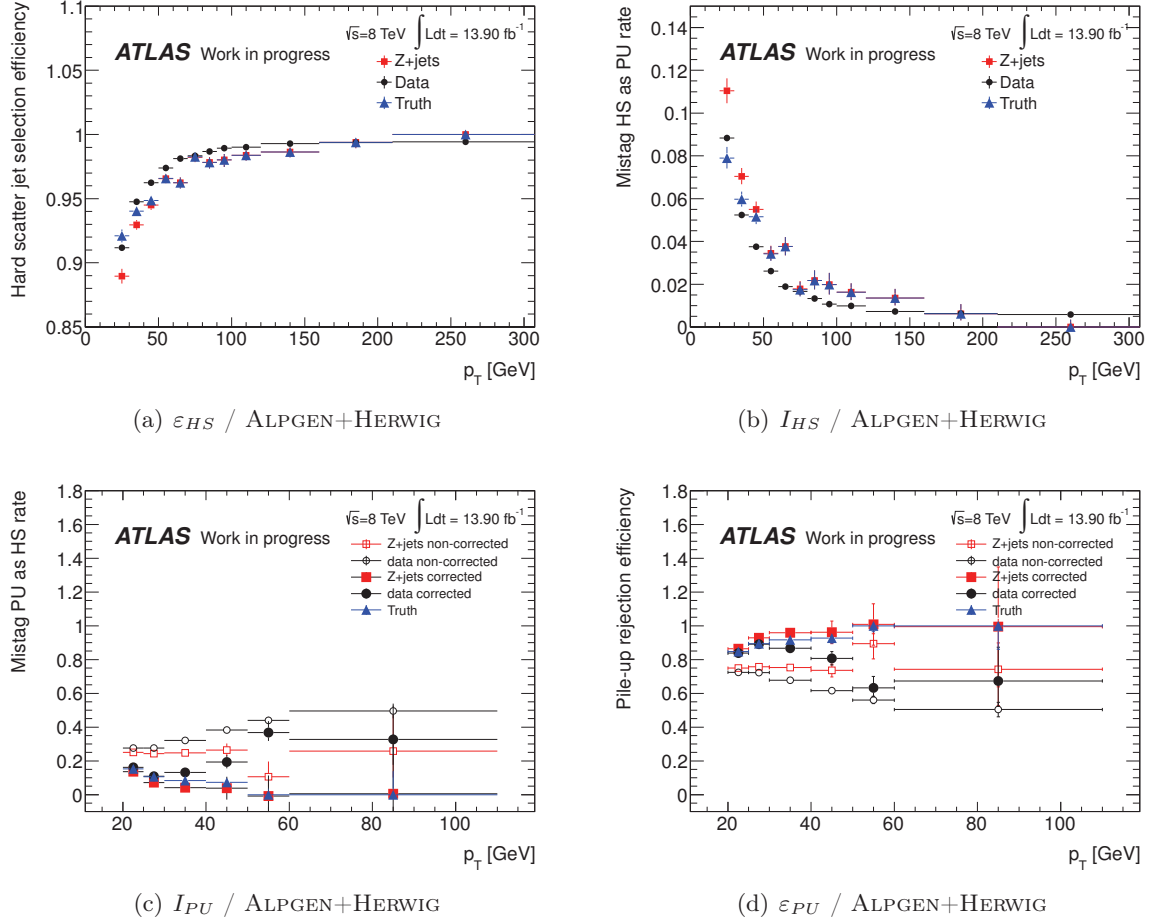 Hard scatter jet selection efficiency
1.1
1.05
1
0.95
0.9
0.85
0 50 100 150 200 250 300
p_T [GeV]
ATLAS Work in progress
√s=8 TeV ∫ Ldt = 13.90 fb⁻¹
Z+jets
Data
Truth
(a) ε_HS / ALPGEN+HERWIG
Mistag HS as PU rate
0.14
0.12
0.1
0.08
0.06
0.04
0.02
0
0 50 100 150 200 250 300
p_T [GeV]
ATLAS Work in progress
√s=8 TeV ∫ Ldt = 13.90 fb⁻¹
Z+jets
Data
Truth
(b) I_HS / ALPGEN+HERWIG
Mistag PU as HS rate
1.8
1.6
1.4
1.2
1
0.8
0.6
0.4
0.2
0
20 40 60 80 100
p_T [GeV]
ATLAS Work in progress
√s=8 TeV ∫ Ldt = 13.90 fb⁻¹
Z+jets non-corrected
data non-corrected
Z+jets corrected
data corrected
Truth
(c) I_PU / ALPGEN+HERWIG
Pile-up rejection efficiency
1.8
1.6
1.4
1.2
1
0.8
0.6
0.4
0.2
0
20 40 60 80 100
p_T [GeV]
ATLAS Work in progress
√s=8 TeV ∫ Ldt = 13.90 fb⁻¹
Z+jets non-corrected
data non-corrected
Z+jets corrected
data corrected
Truth
(d) ε_PU / ALPGEN+HERWIG